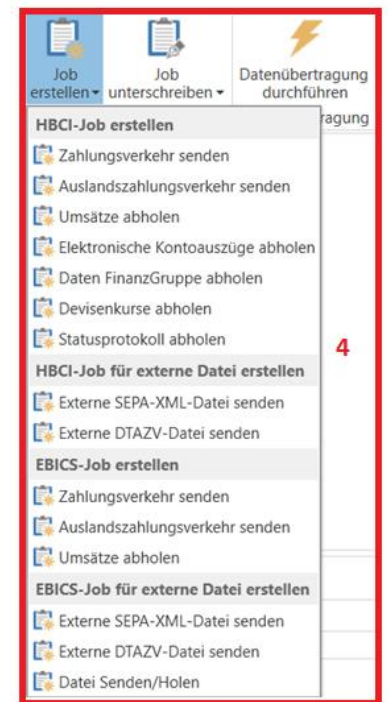 Job
erstellen
Job
unterschreiben
Datenübertragung
durchführen
ragung
HBCI-Job erstellen
Zahlungsverkehr senden
Auslandszahlungsverkehr senden
Umsätze abholen
Elektronische Kontoauszüge abholen
Daten FinanzGruppe abholen
Devisenkurse abholen
Statusprotokoll abholen
4
HBCI-Job für externe Datei erstellen
Externe SEPA-XML-Datei senden
Externe DTAZV-Datei senden
EBICS-Job erstellen
Zahlungsverkehr senden
Auslandszahlungsverkehr senden
Umsätze abholen
EBICS-Job für externe Datei erstellen
Externe SEPA-XML-Datei senden
Externe DTAZV-Datei senden
Datei Senden/Holen